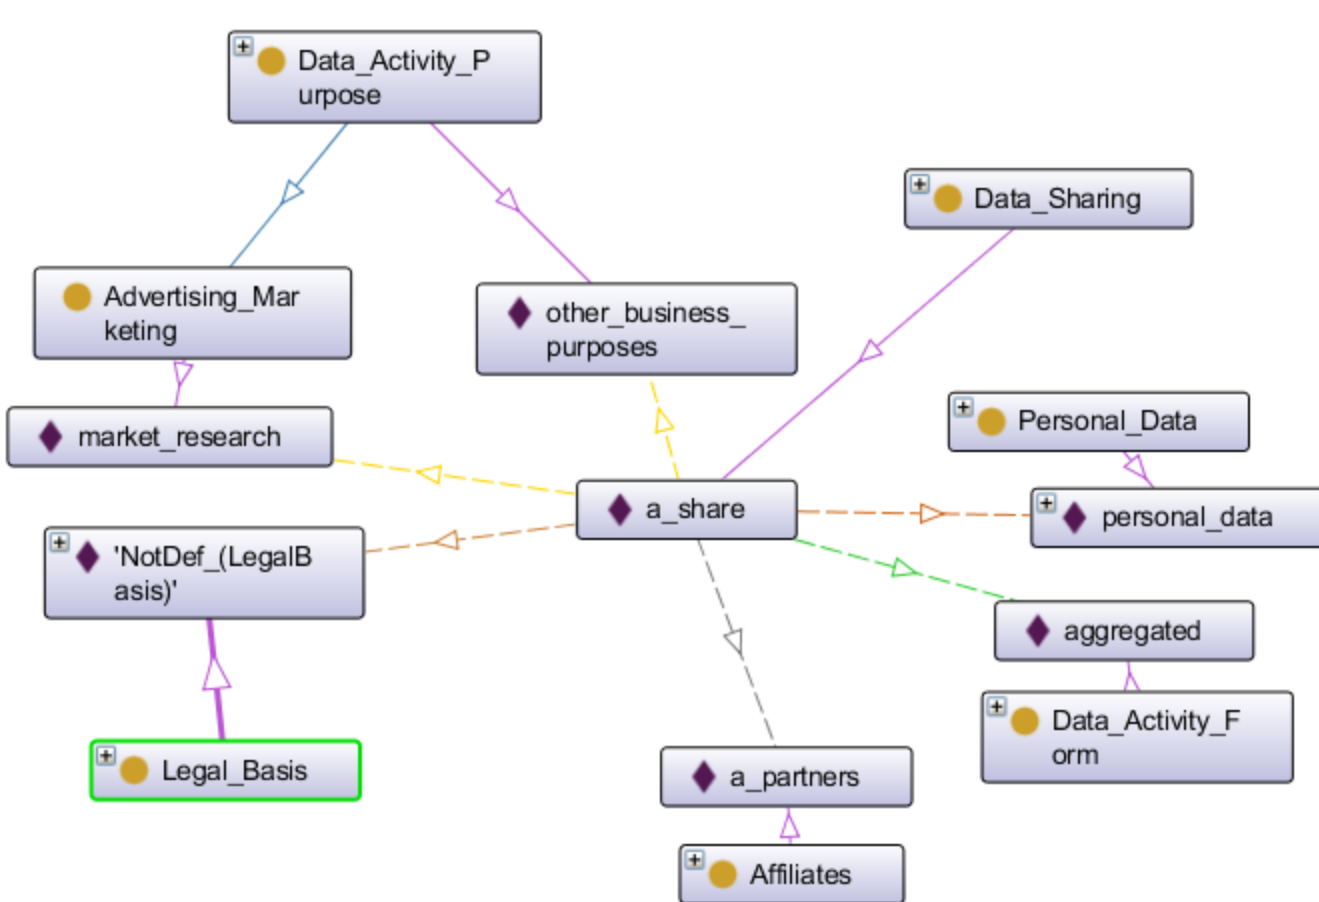 Data_Activity_P
urpose
Data_Sharing
Advertising_Mar
keting
other_business_
purposes
Personal_Data
market_research
a_share
personal_data
'NotDef_(LegalB
asis)'
aggregated
Data_Activity_F
orm
Legal_Basis
a_partners
Affiliates